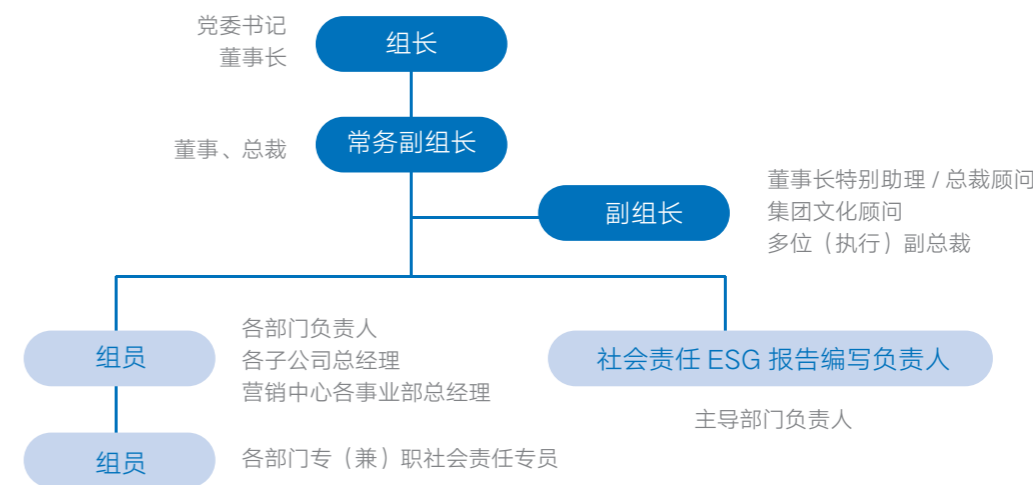 党委书记
董事长
组长
董事、总裁
常务副组长
副组长
董事长特别助理 / 总裁顾问
集团文化顾问
多位（执行）副总裁
组员
各部门负责人
各子公司总经理
营销中心各事业部总经理
社会责任 ESG 报告编写负责人
主导部门负责人
组员
各部门专（兼）职社会责任专员